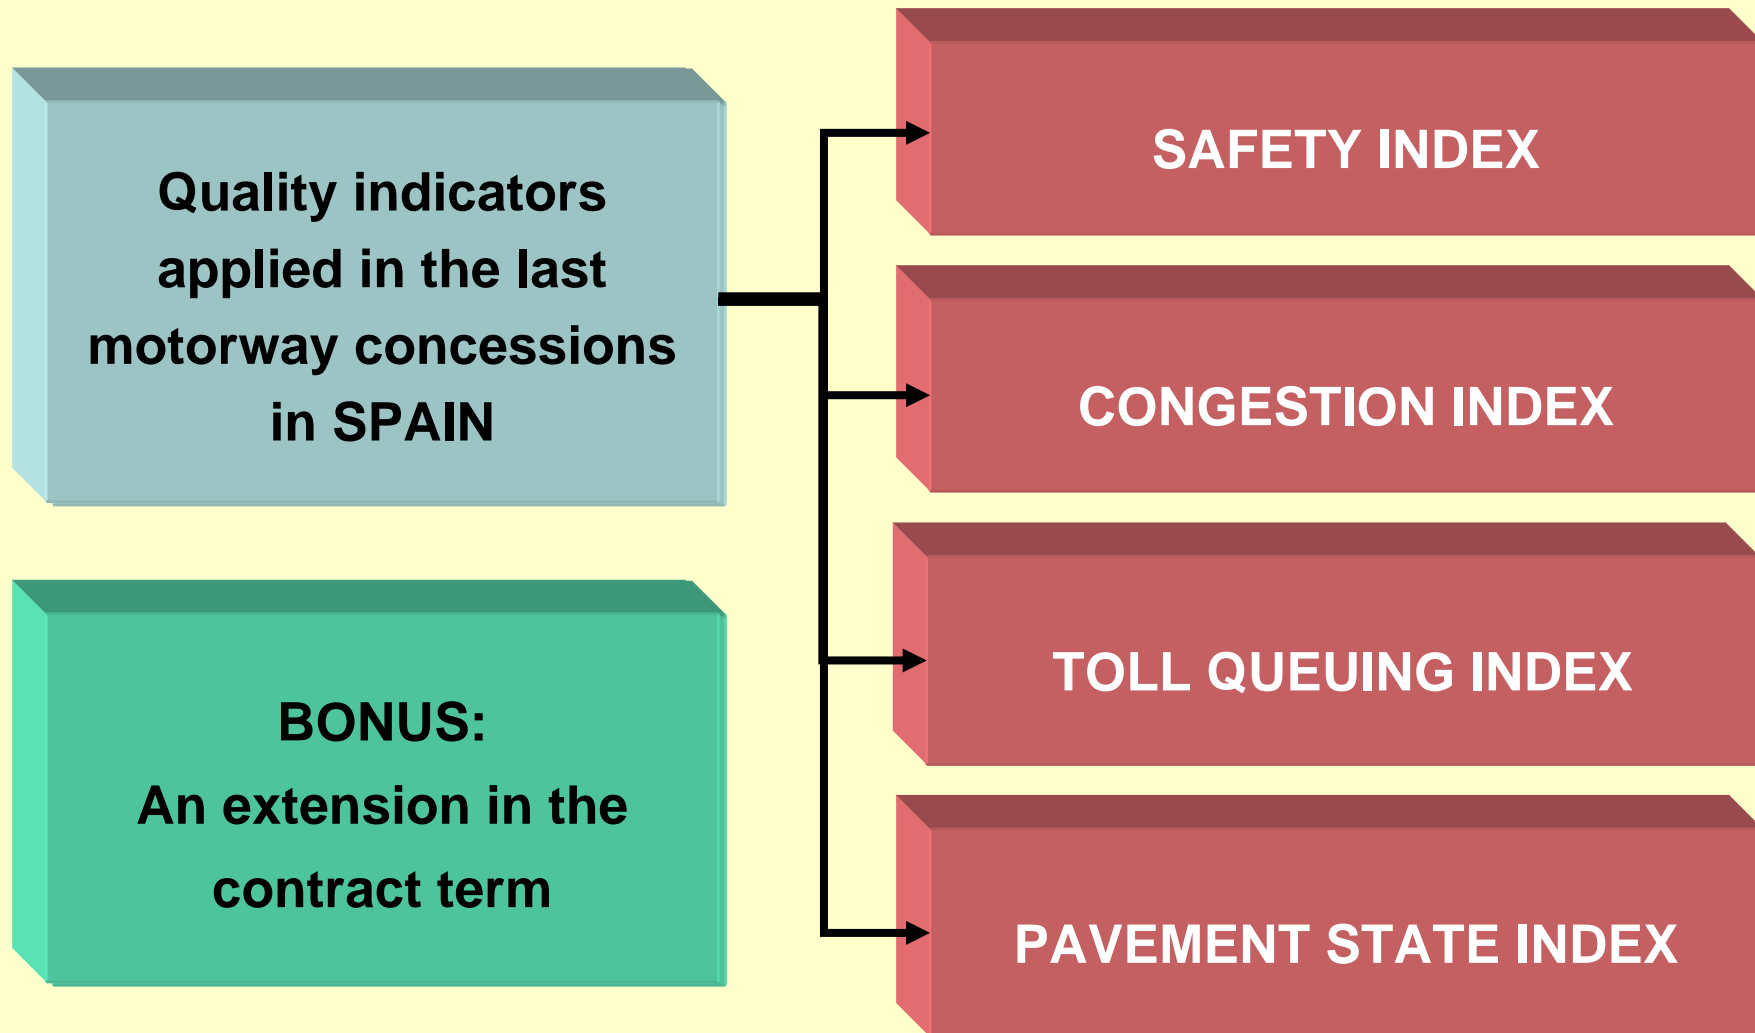 Quality indicators
applied in the last
motorway concessions
in SPAIN
BONUS:
An extension in the
contract term
SAFETY INDEX
CONGESTION INDEX
TOLL QUEUING INDEX
PAVEMENT STATE INDEX